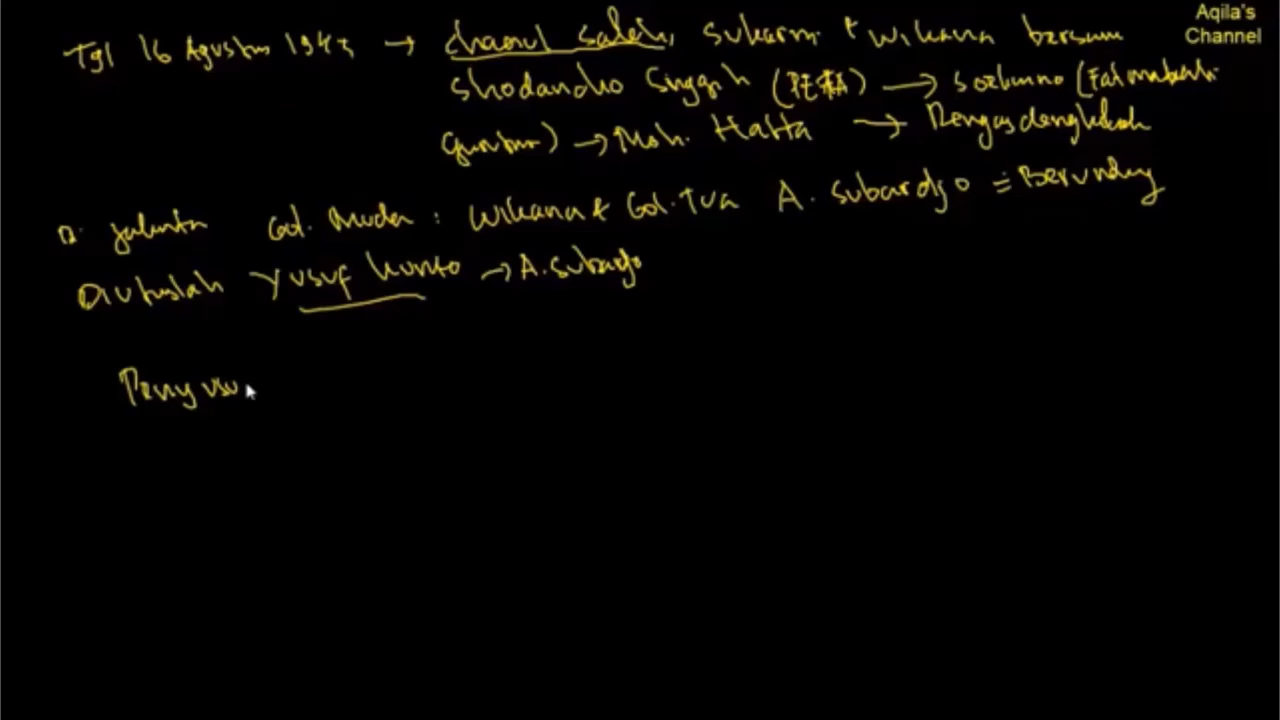 Aqila's
Channel
Tgl 16 Agustus 1945 → Chaerul Saleh, Sukarni + Wikana bersama
Shodancho Singgih ( ) → Soekarno (Fatmawati
Guntur) → Moh. Hatta → Rengasdengklok
Di Jakarta Gol. Muda : Wikana & Gol. Tua A. Subardjo = Berunding
Diutuslah Yusuf Kunto → A. Subardjo
Penyusu